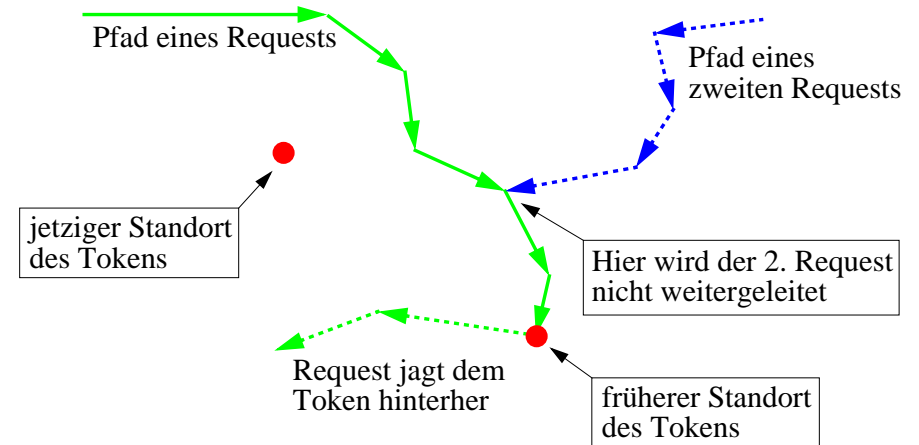 Pfad eines Requests
Pfad eines
zweiten Requests
jetziger Standort
des Tokens
Hier wird der 2. Request
nicht weitergeleitet
Request jagt dem
Token hinterher
früherer Standort
des Tokens